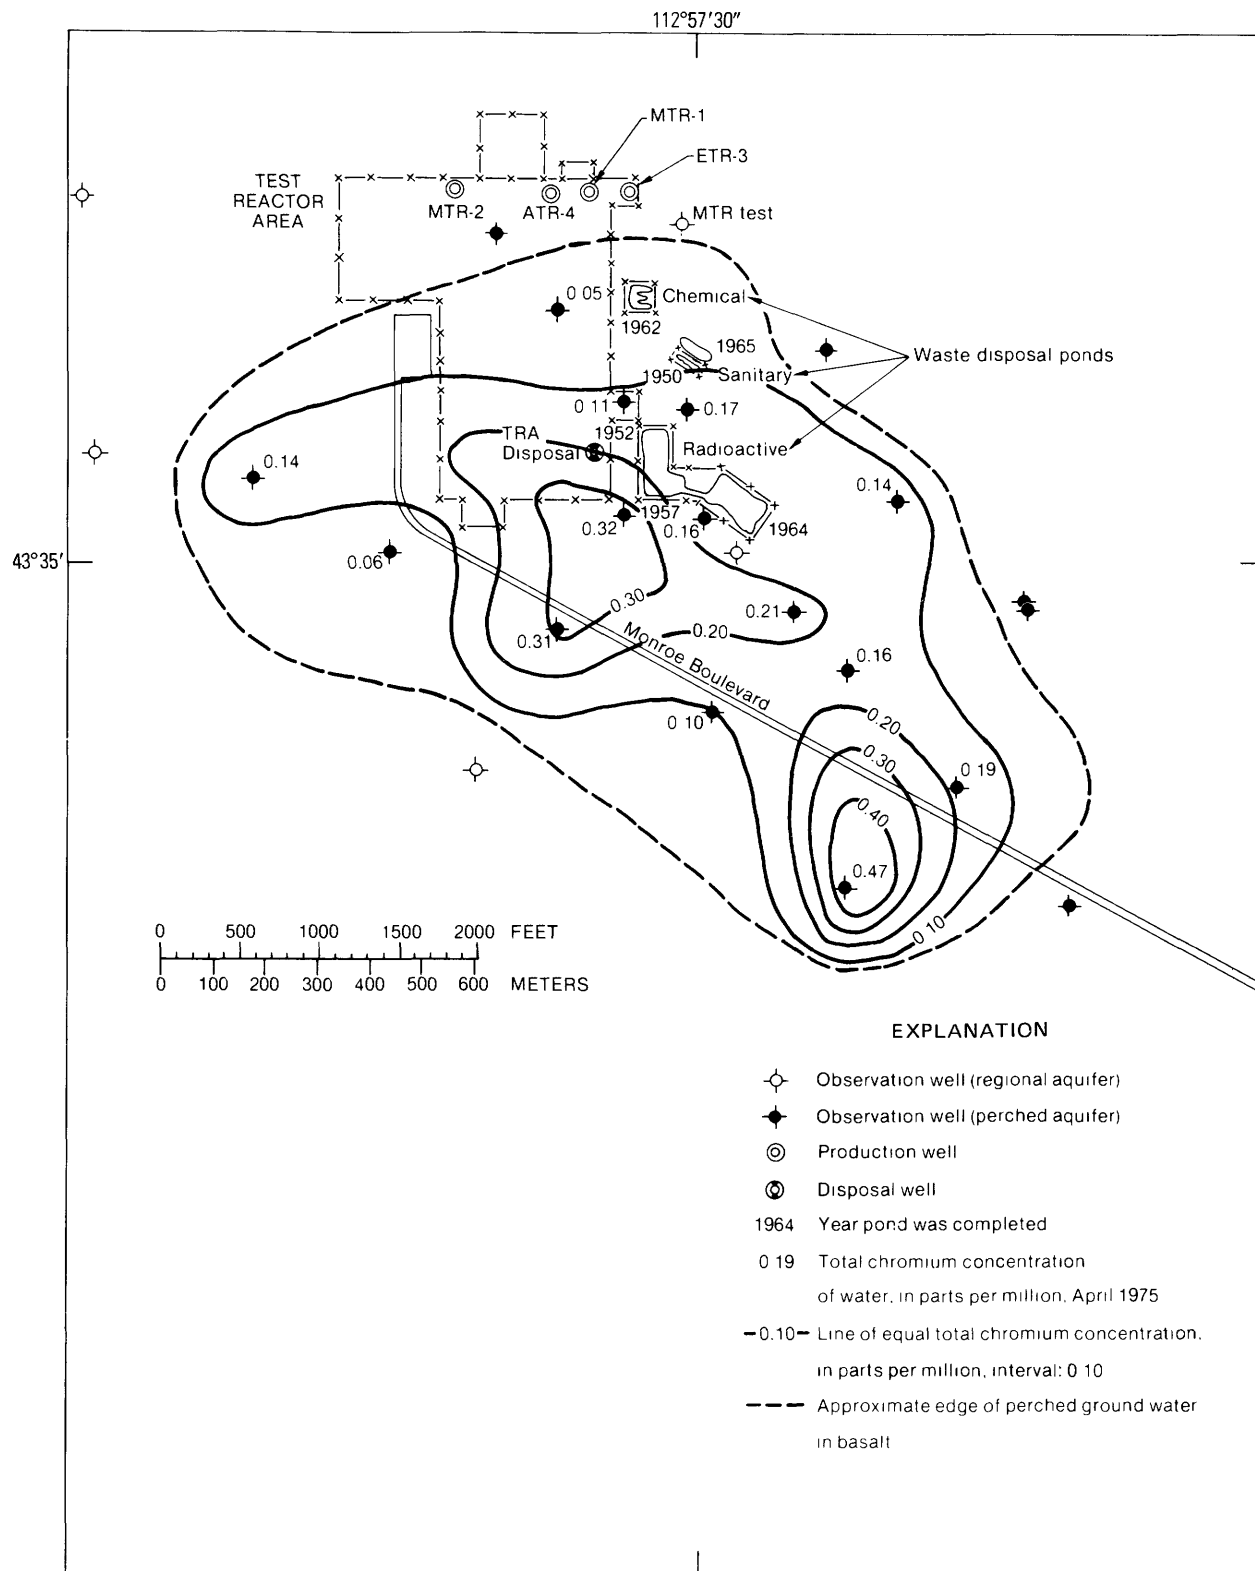 112°57′30″
MTR-1
ETR-3
TEST
REACTOR
AREA
MTR-2
ATR-4
MTR test
0 05
Chemical
1962
1965
Waste disposal ponds
1950
Sanitary
0 11
0.17
TRA
Disposal
1952
Radioactive
0.14
0.14
1957
0.32
0.16
1964
43°35′
0.06
0.30
0.21
0.31
0.20
Monroe Boulevard
0.16
0 10
0.20
0.30
0 19
0.40
0.47
0 10
0 500 1000 1500 2000 FEET
0 100 200 300 400 500 600 METERS
EXPLANATION
Observation well (regional aquifer)
Observation well (perched aquifer)
Production well
Disposal well
1964 Year pond was completed
0 19 Total chromium concentration
of water, in parts per million, April 1975
0.10 Line of equal total chromium concentration,
in parts per million, interval: 0 10
Approximate edge of perched ground water
in basalt